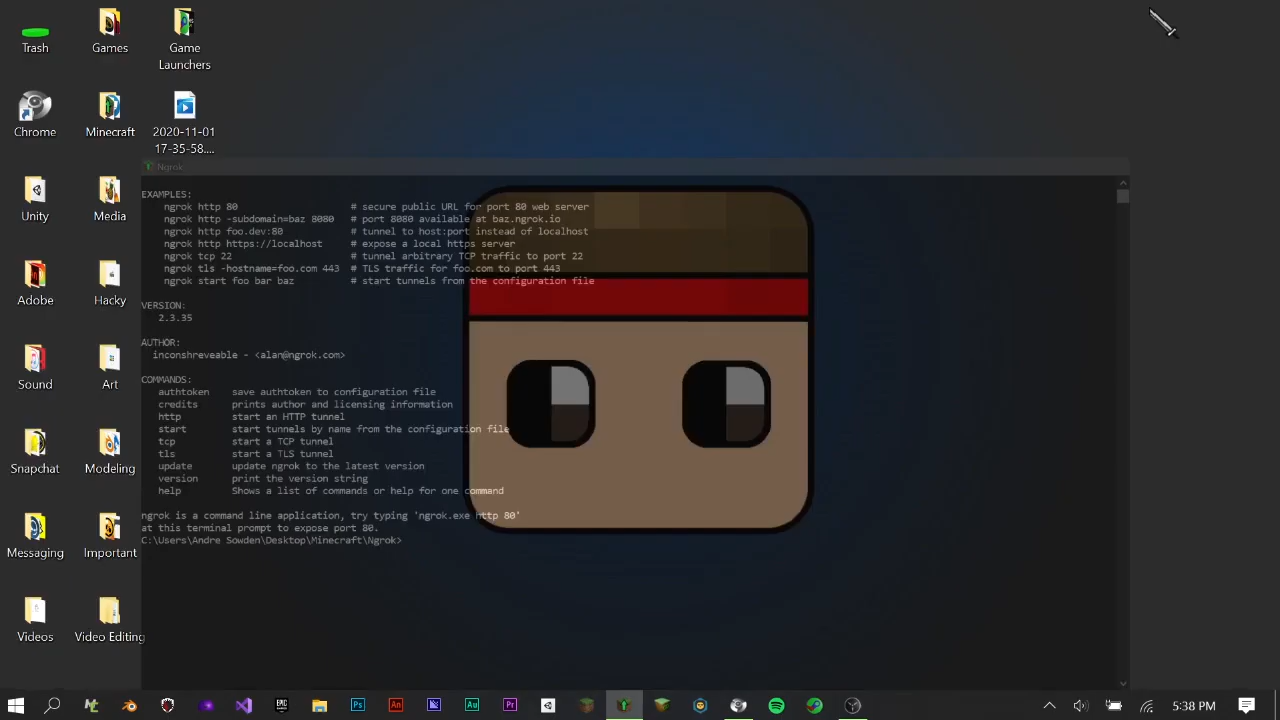 Trash
Games
Game
Launchers
Chrome
Minecraft
2020-11-01
17-35-58....
Unity
Media
Adobe
Hacky
Sound
Art
Snapchat
Modeling
Messaging
Important
Videos
Video Editing
Ngrok
EXAMPLES:
ngrok http 80 # secure public URL for port 80 web server
ngrok http -subdomain=baz 8080 # port 8080 available at baz.ngrok.io
ngrok http foo.dev:80 # tunnel to host:port instead of localhost
ngrok http https://localhost # expose a local https server
ngrok tcp 22 # tunnel arbitrary TCP traffic to port 22
ngrok tls -hostname=foo.com 443 # TLS traffic for foo.com to port 443
ngrok start foo bar baz # start tunnels from the configuration file
VERSION:
2.3.35
AUTHOR:
inconshreveable - <alan@ngrok.com>
COMMANDS:
authtoken save authtoken to configuration file
credits prints author and licensing information
http start an HTTP tunnel
start start tunnels by name from the configuration file
tcp start a TCP tunnel
tls start a TLS tunnel
update update ngrok to the latest version
version print the version string
help Shows a list of commands or help for one command
ngrok is a command line application, try typing 'ngrok.exe http 80'
at this terminal prompt to expose port 80.
C:\Users\Andre Sowden\Desktop\Minecraft\Ngrok>
EPIC
Ps
An
Au
Pr
5:38 PM